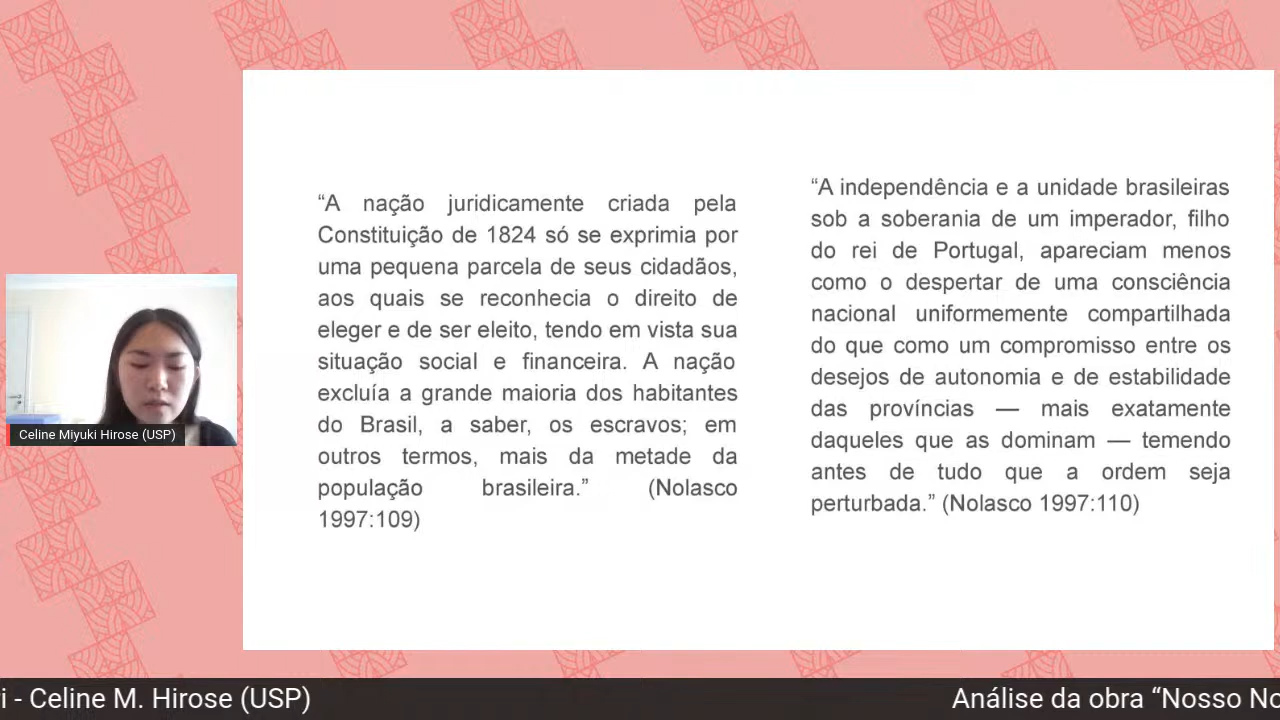 “A nação juridicamente criada pela
Constituição de 1824 só se exprimia por
uma pequena parcela de seus cidadãos,
aos quais se reconhecia o direito de
eleger e de ser eleito, tendo em vista sua
situação social e financeira. A nação
excluía a grande maioria dos habitantes
do Brasil, a saber, os escravos; em
outros termos, mais da metade da
população brasileira.” (Nolasco
1997:109)
“A independência e a unidade brasileiras
sob a soberania de um imperador, filho
do rei de Portugal, apareciam menos
como o despertar de uma consciência
nacional uniformemente compartilhada
do que como um compromisso entre os
desejos de autonomia e de estabilidade
das províncias — mais exatamente
daqueles que as dominam — temendo
antes de tudo que a ordem seja
perturbada.” (Nolasco 1997:110)
Celine Miyuki Hirose (USP)
i - Celine M. Hirose (USP)
Análise da obra “Nosso No